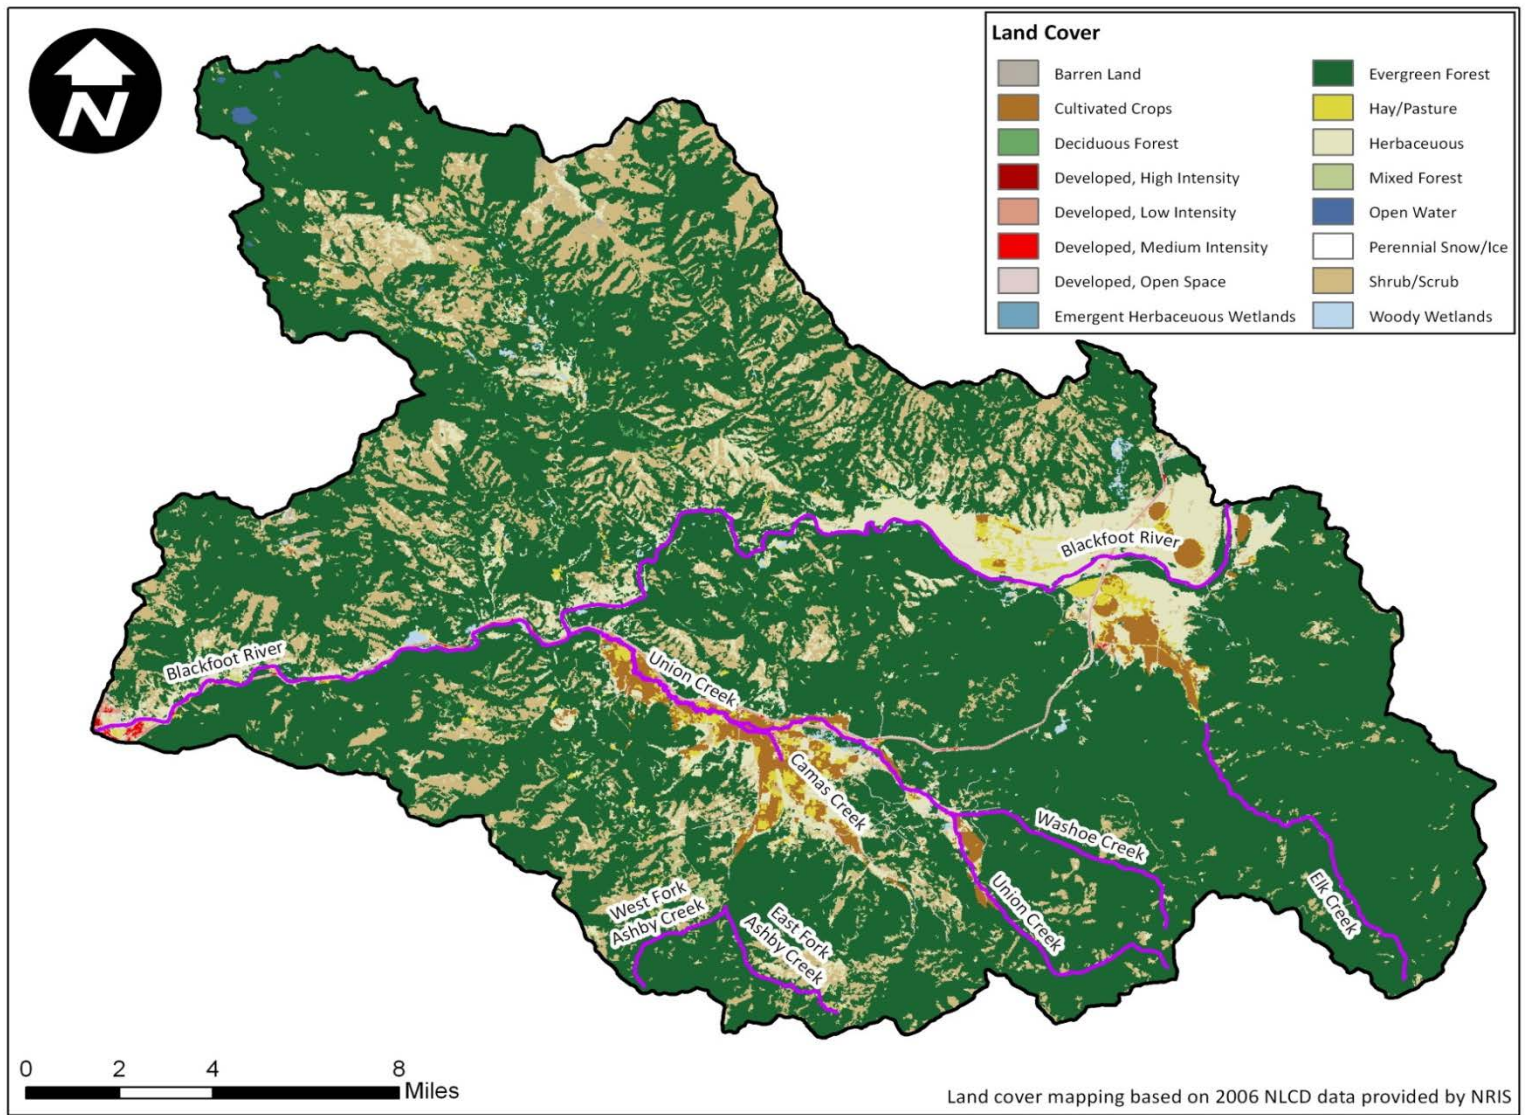 N
Land Cover
Barren Land
Cultivated Crops
Deciduous Forest
Developed, High Intensity
Developed, Low Intensity
Developed, Medium Intensity
Developed, Open Space
Emergent Herbaceuous Wetlands
Evergreen Forest
Hay/Pasture
Herbaceuous
Mixed Forest
Open Water
Perennial Snow/Ice
Shrub/Scrub
Woody Wetlands
Blackfoot River
Blackfoot River
Union Creek
Camas Creek
Washoe Creek
Union Creek
Elk Creek
West Fork
Ashby Creek
East Fork
Ashby Creek
0 2 4 8
Miles
Land cover mapping based on 2006 NLCD data provided by NRIS